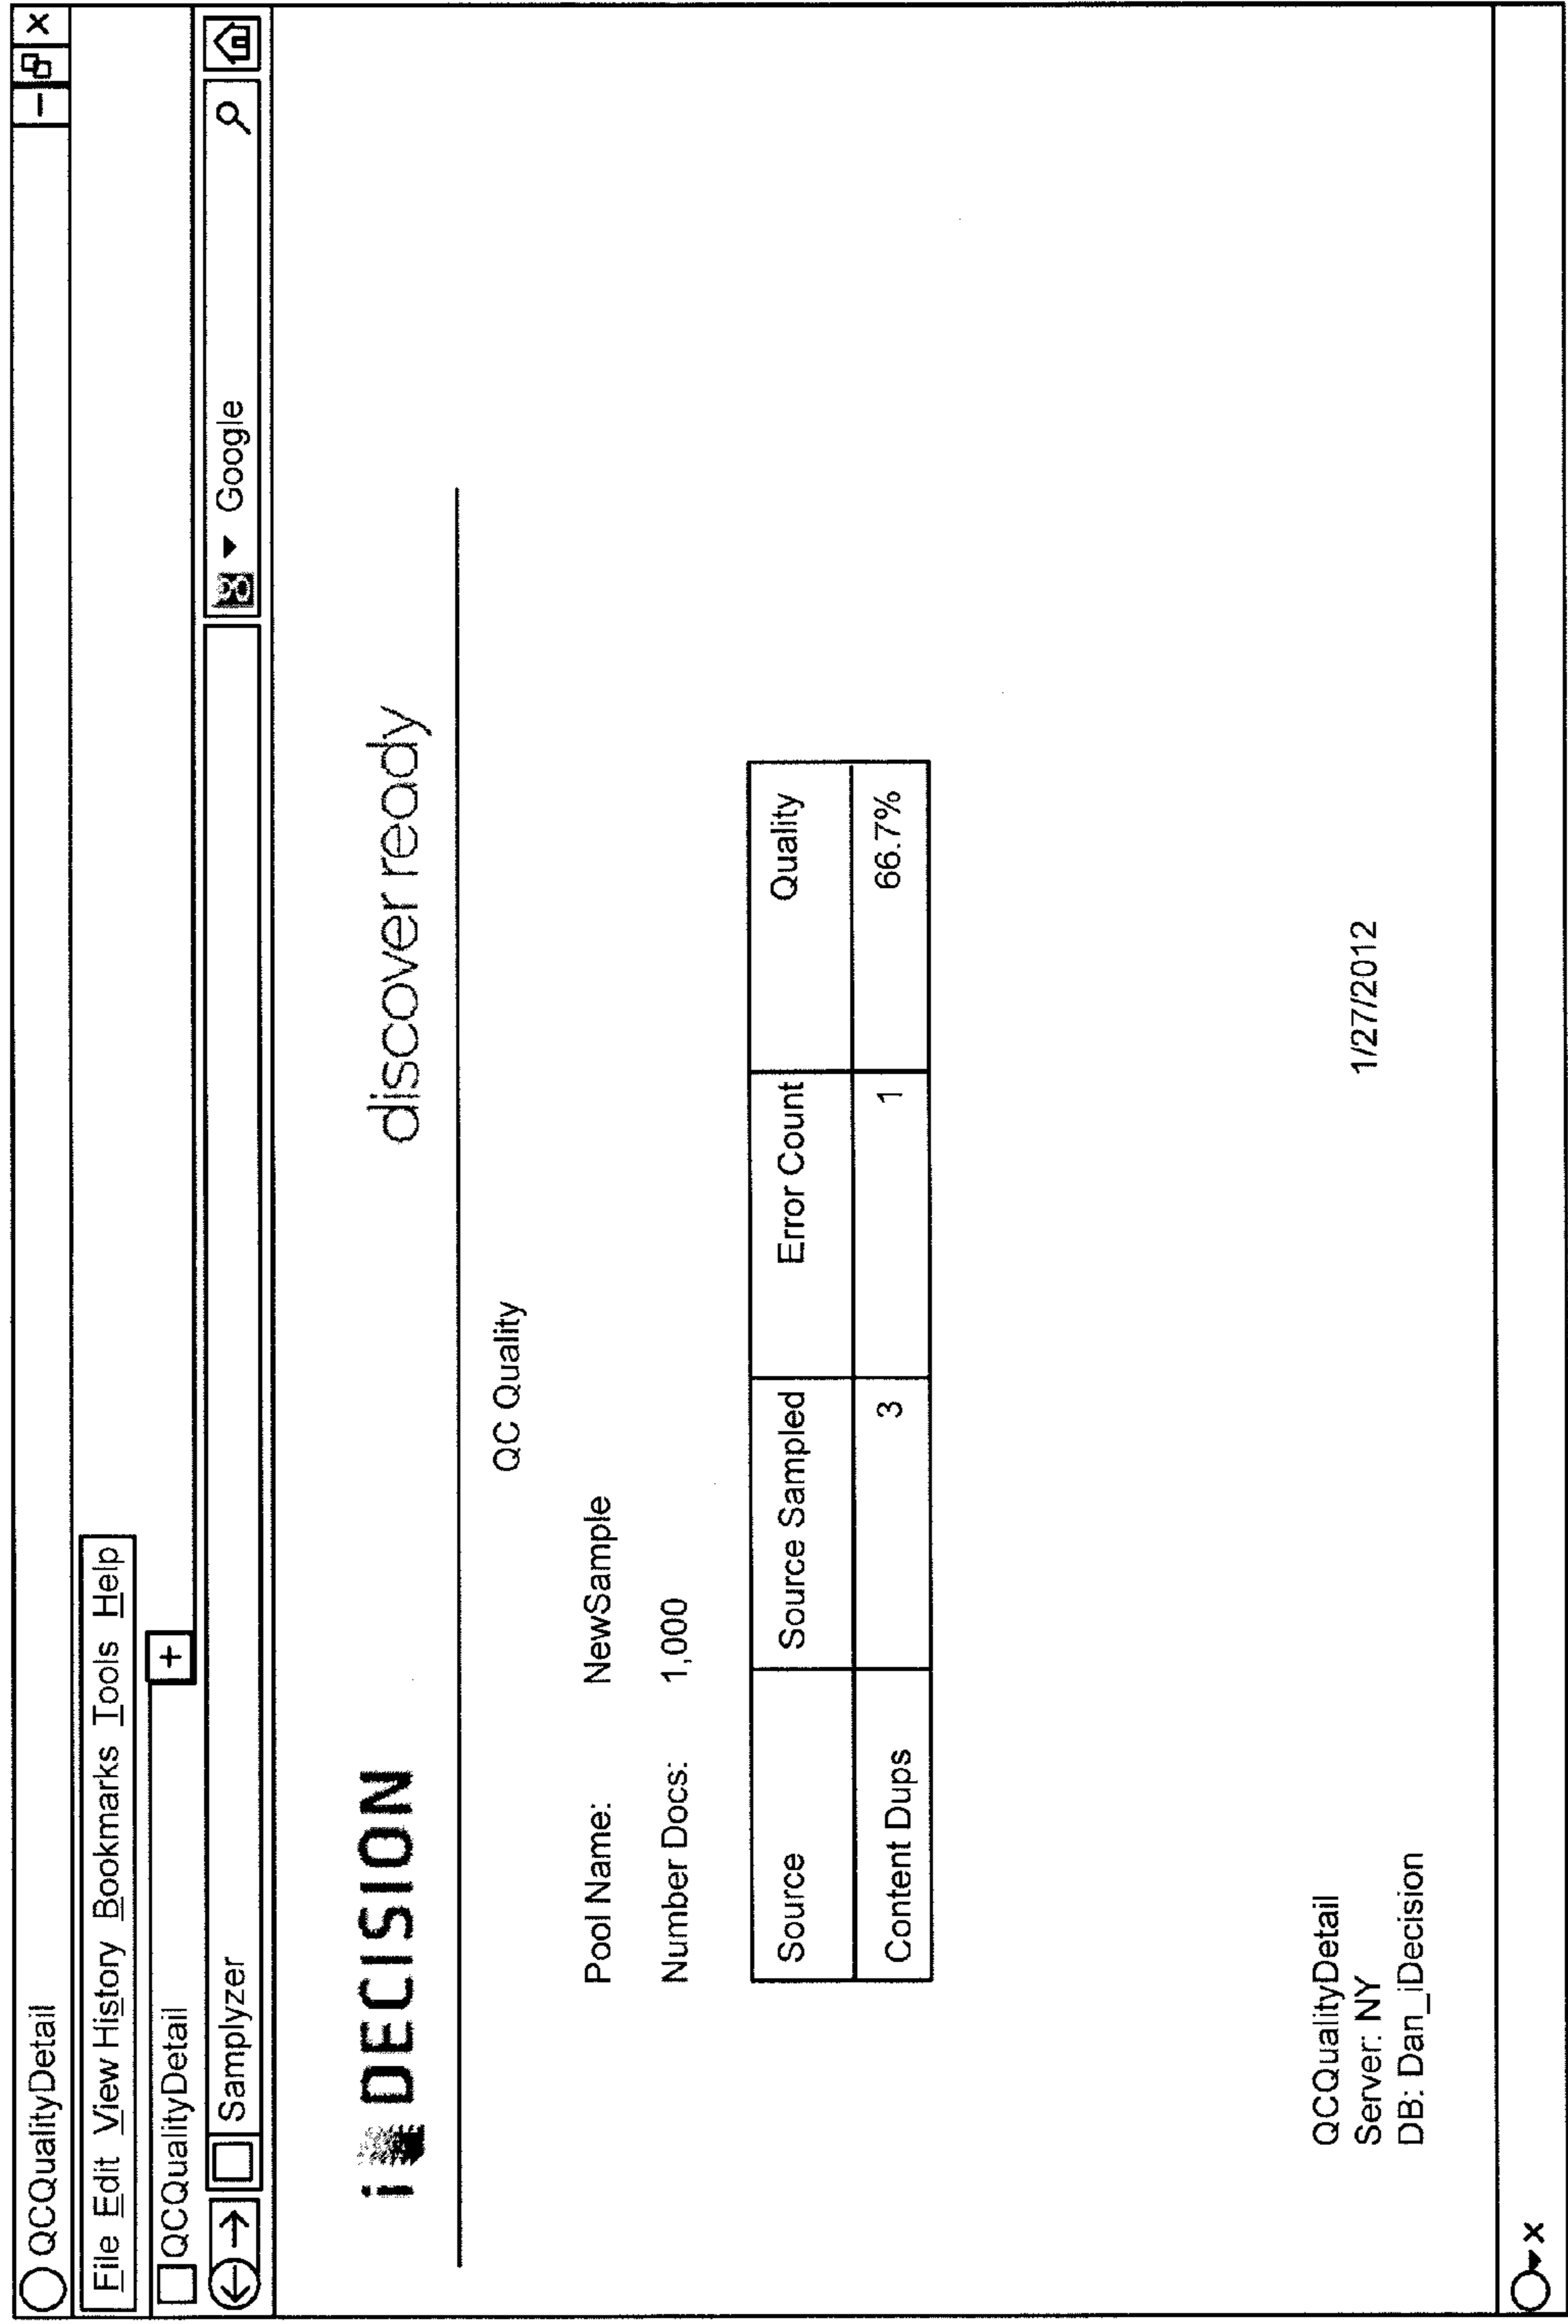 QCQualityDetail
File Edit View History Bookmarks Tools Help
QCQualityDetail +
Samplyzer Google
i DECISION discover ready
QC Quality
Pool Name: NewSample
Number Docs: 1,000
Source Source Sampled Error Count Quality
Content Dups 3 1 66.7%
QCQualityDetail
Server: NY 1/27/2012
DB: Dan_iDecision